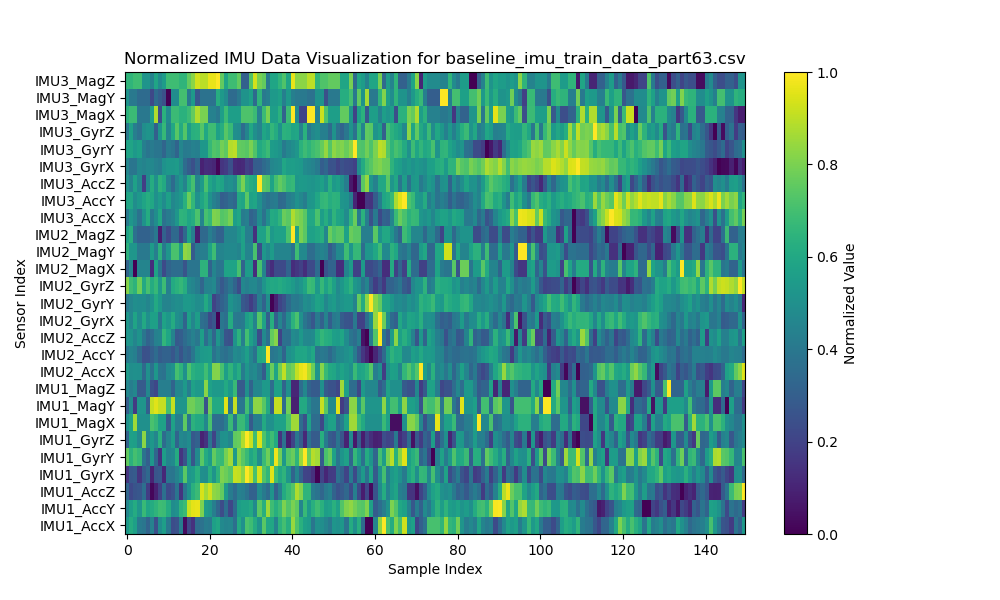 Normalized IMU Data Visualization for baseline_imu_train_data_part63.csv
IMU3_MagZ
IMU3_MagY
IMU3_MagX
IMU3_GyrZ
IMU3_GyrY
IMU3_GyrX
IMU3_AccZ
IMU3_AccY
IMU3_AccX
IMU2_MagZ
IMU2_MagY
IMU2_MagX
IMU2_GyrZ
IMU2_GyrY
IMU2_GyrX
IMU2_AccZ
IMU2_AccY
IMU2_AccX
IMU1_MagZ
IMU1_MagY
IMU1_MagX
IMU1_GyrZ
IMU1_GyrY
IMU1_GyrX
IMU1_AccZ
IMU1_AccY
IMU1_AccX
Sensor Index
0 20 40 60 80 100 120 140
Sample Index
1.0
0.8
0.6
0.4
0.2
0.0
Normalized Value